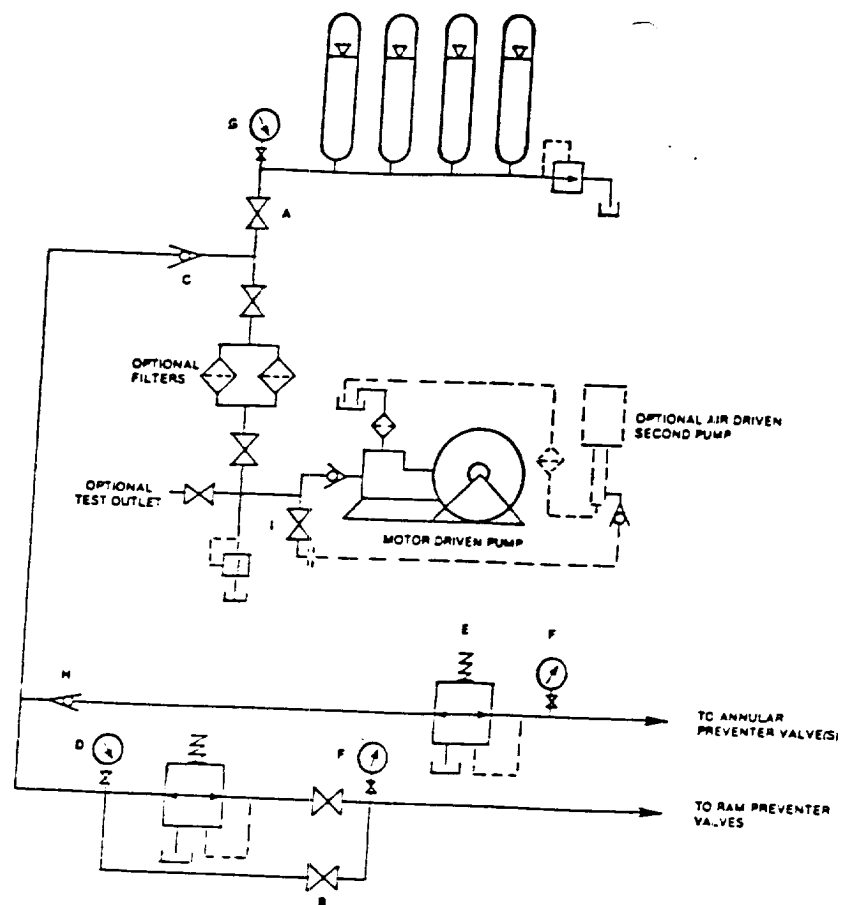 G
A
C
OPTIONAL
FILTERS
OPTIONAL AIR DRIVEN
SECOND PUMP
OPTIONAL
TEST OUTLET
I
MOTOR DRIVEN PUMP
E
F
H
TO ANNULAR
PREVENTER VALVE(S)
D
F
TO RAM PREVENTER
VALVES
B